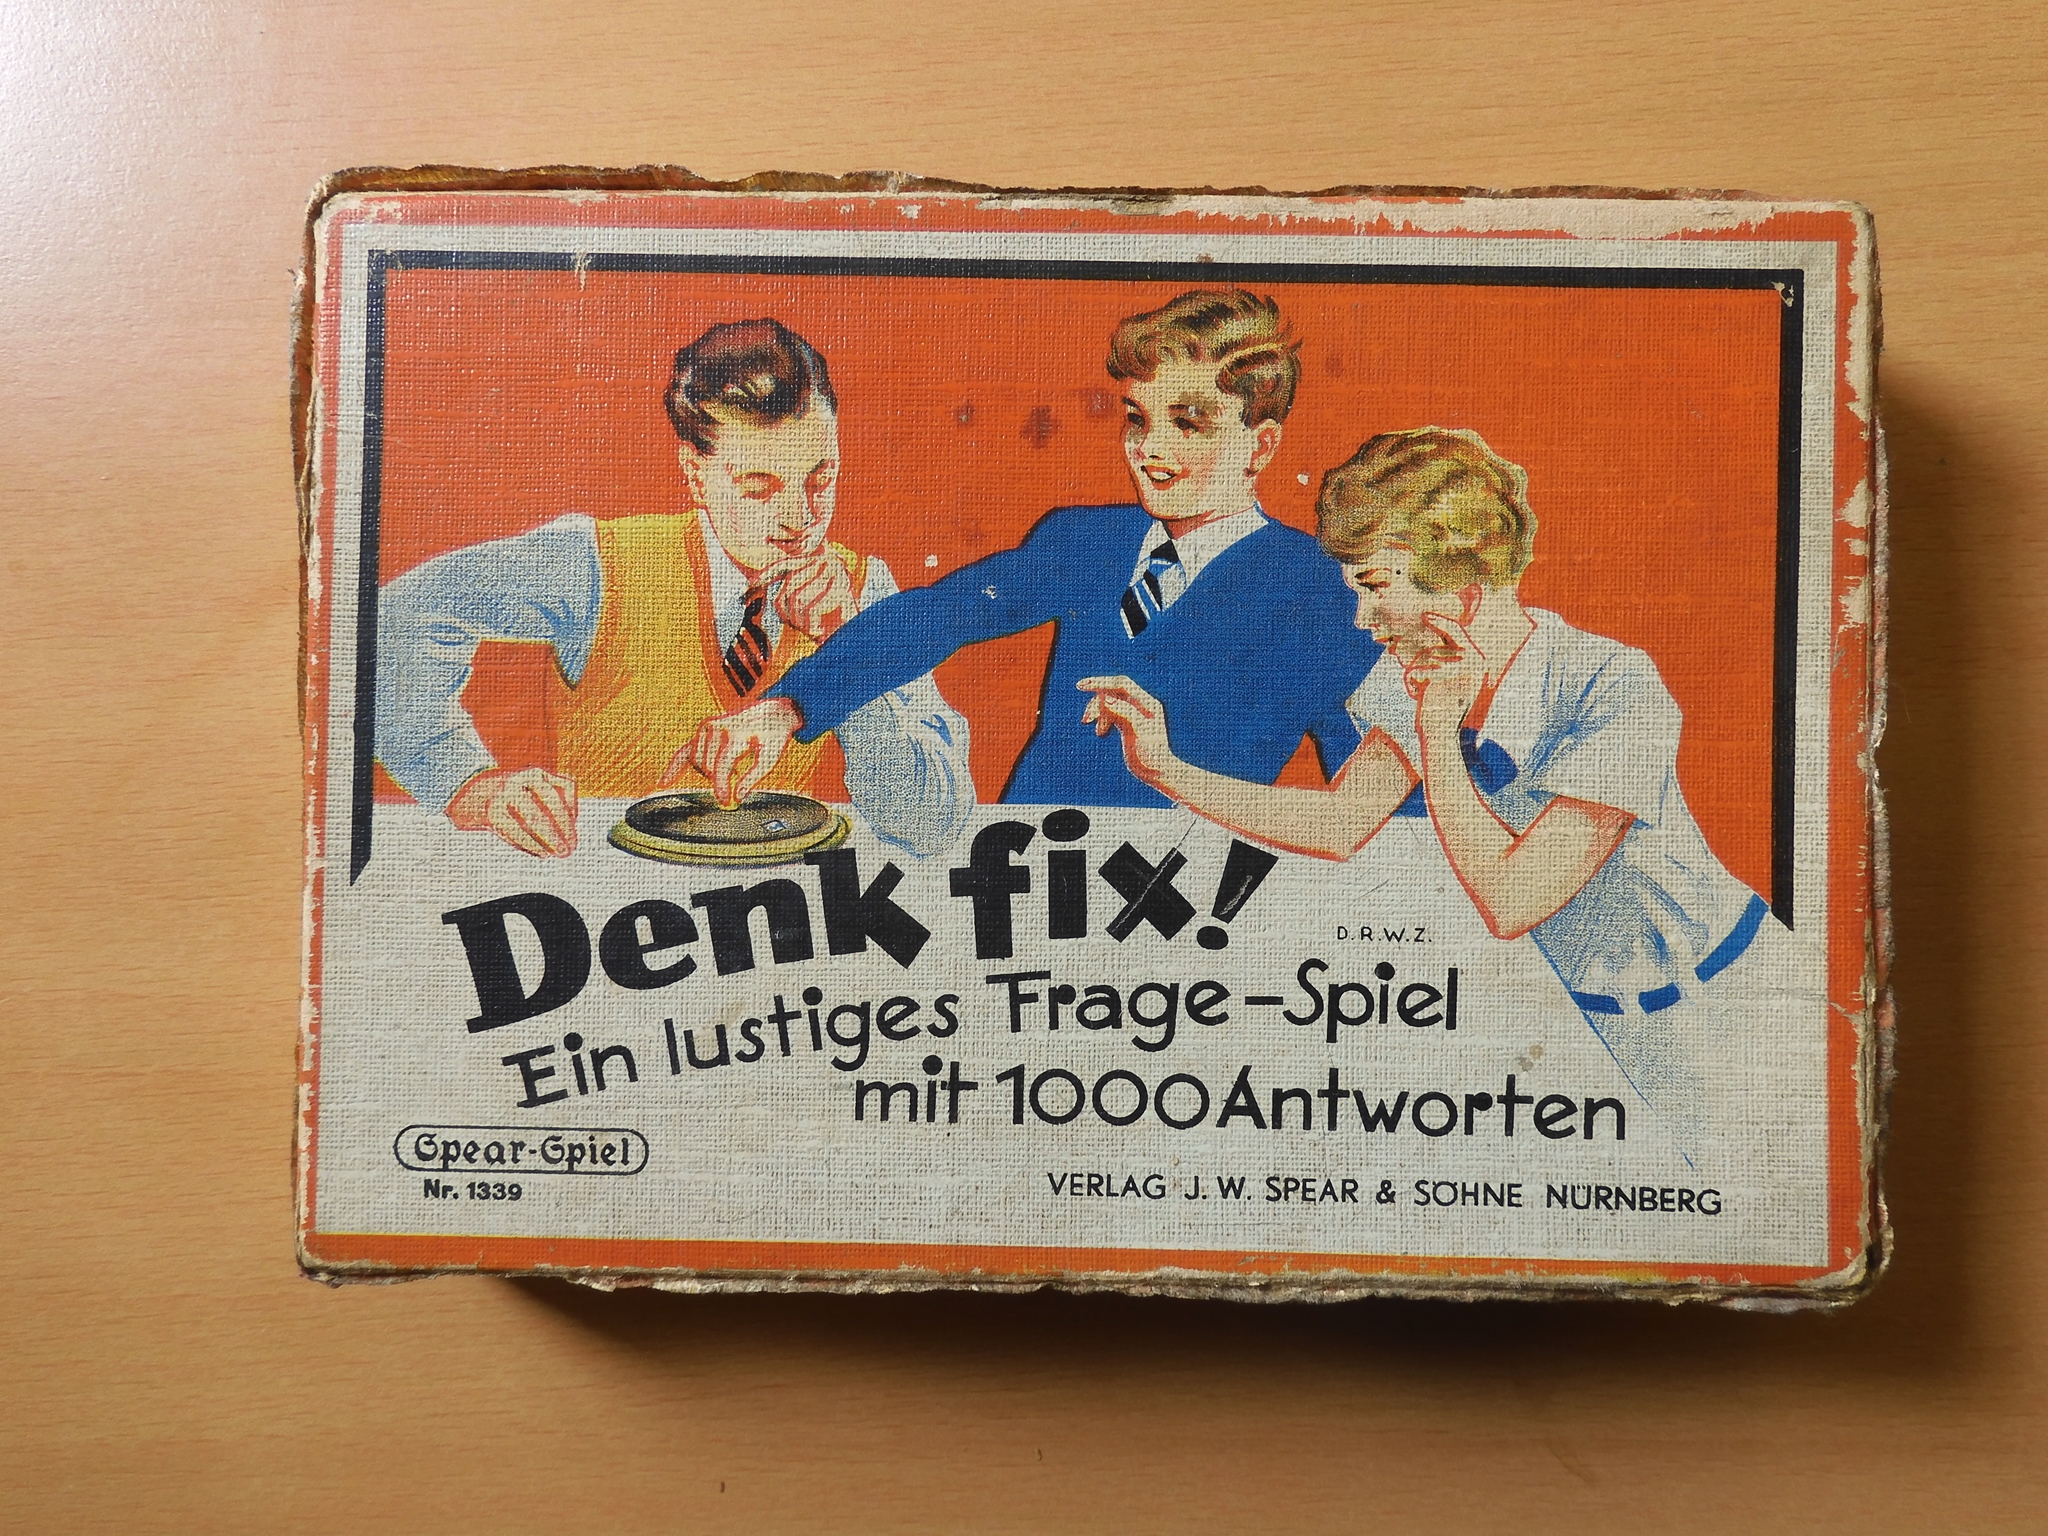 Denk fix!
D.R.W.Z.
Ein lustiges Frage-Spiel
mit 1000 Antworten
Spear-Spiel
Nr. 1339
VERLAG J. W. SPEAR & SÖHNE NÜRNBERG